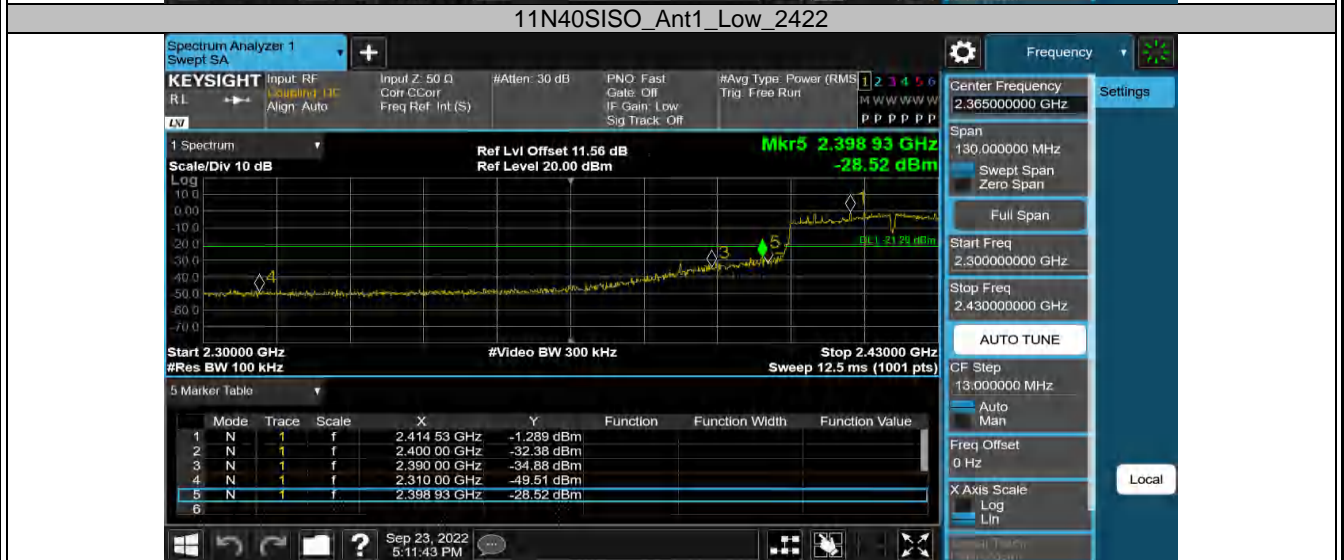 11N40SISO_Ant1_Low_2422
Spectrum Analyzer 1
Swept SA
Frequency
KEYSIGHT
RL
LXI
Input: RF
Coupling: DC
Align: Auto
Input Z: 50 Ω
Corr CCorr
Freq Ref: Int (S)
#Atten: 30 dB
PNO: Fast
Gate: Off
IF Gain: Low
Sig Track: Off
#Avg Type: Power (RMS
Trig: Free Run
1 2 3 4 5 6
M W W W W W
P P P P P P
1 Spectrum
Scale/Div 10 dB
Ref Lvl Offset 11.56 dB
Ref Level 20.00 dBm
Mkr5 2.398 93 GHz
-28.52 dBm
Log
10.0
0.00
-10.0
-20.0
-30.0
-40.0
-50.0
-60.0
-70.0
1
3
4
5
DL1 -21.29 dBm
Start 2.30000 GHz
#Video BW 300 kHz
Stop 2.43000 GHz
#Res BW 100 kHz
Sweep 12.5 ms (1001 pts)
5 Marker Table
Mode Trace Scale X Y Function Function Width Function Value
1 N 1 f 2.414 53 GHz -1.289 dBm
2 N 1 f 2.400 00 GHz -32.38 dBm
3 N 1 f 2.390 00 GHz -34.88 dBm
4 N 1 f 2.310 00 GHz -49.51 dBm
5 N 1 f 2.398 93 GHz -28.52 dBm
6
Sep 23, 2022
5:11:43 PM
Center Frequency
2.365000000 GHz
Settings
Span
130.000000 MHz
Swept Span
Zero Span
Full Span
Start Freq
2.300000000 GHz
Stop Freq
2.430000000 GHz
AUTO TUNE
CF Step
13.000000 MHz
Auto
Man
Freq Offset
0 Hz
X Axis Scale
Log
Lin
Local